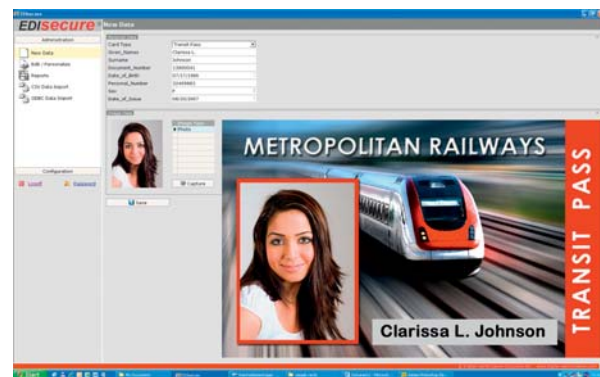 EDIsecure
New Data
Administration
New Data
Edit / Personalize
Reports
CSV Data Import
ODBC Data Import
Configuration
Logoff
Password
Card Type
Transit Pass
Given_Names
Clarissa L.
Surname
Johnson
Document_Number
Date_of_Birth
Personal_Number
Sex
F
Date_of_Issue
Photo
Capture
Save
METROPOLITAN RAILWAYS
TRANSIT PASS
Clarissa L. Johnson
Start